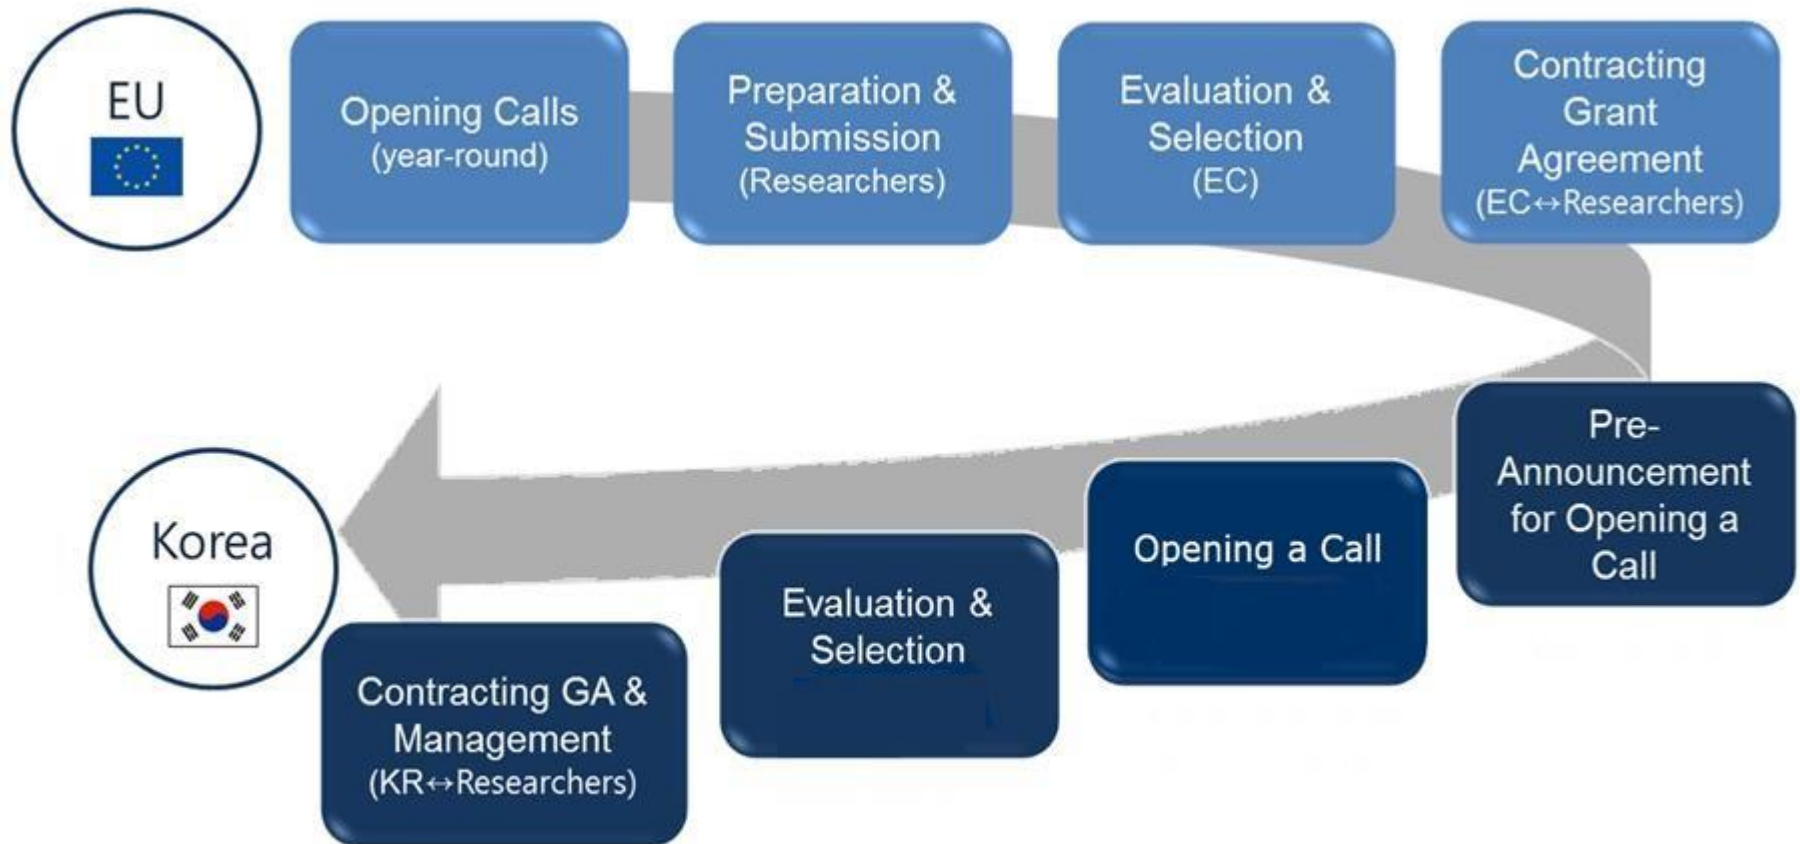 EU
Opening Calls
(year-round)
Preparation &
Submission
(Researchers)
Evaluation &
Selection
(EC)
Contracting
Grant
Agreement
(EC↔Researchers)
Pre-
Announcement
for Opening a
Call
Opening a Call
Evaluation &
Selection
Contracting GA &
Management
(KR↔Researchers)
Korea